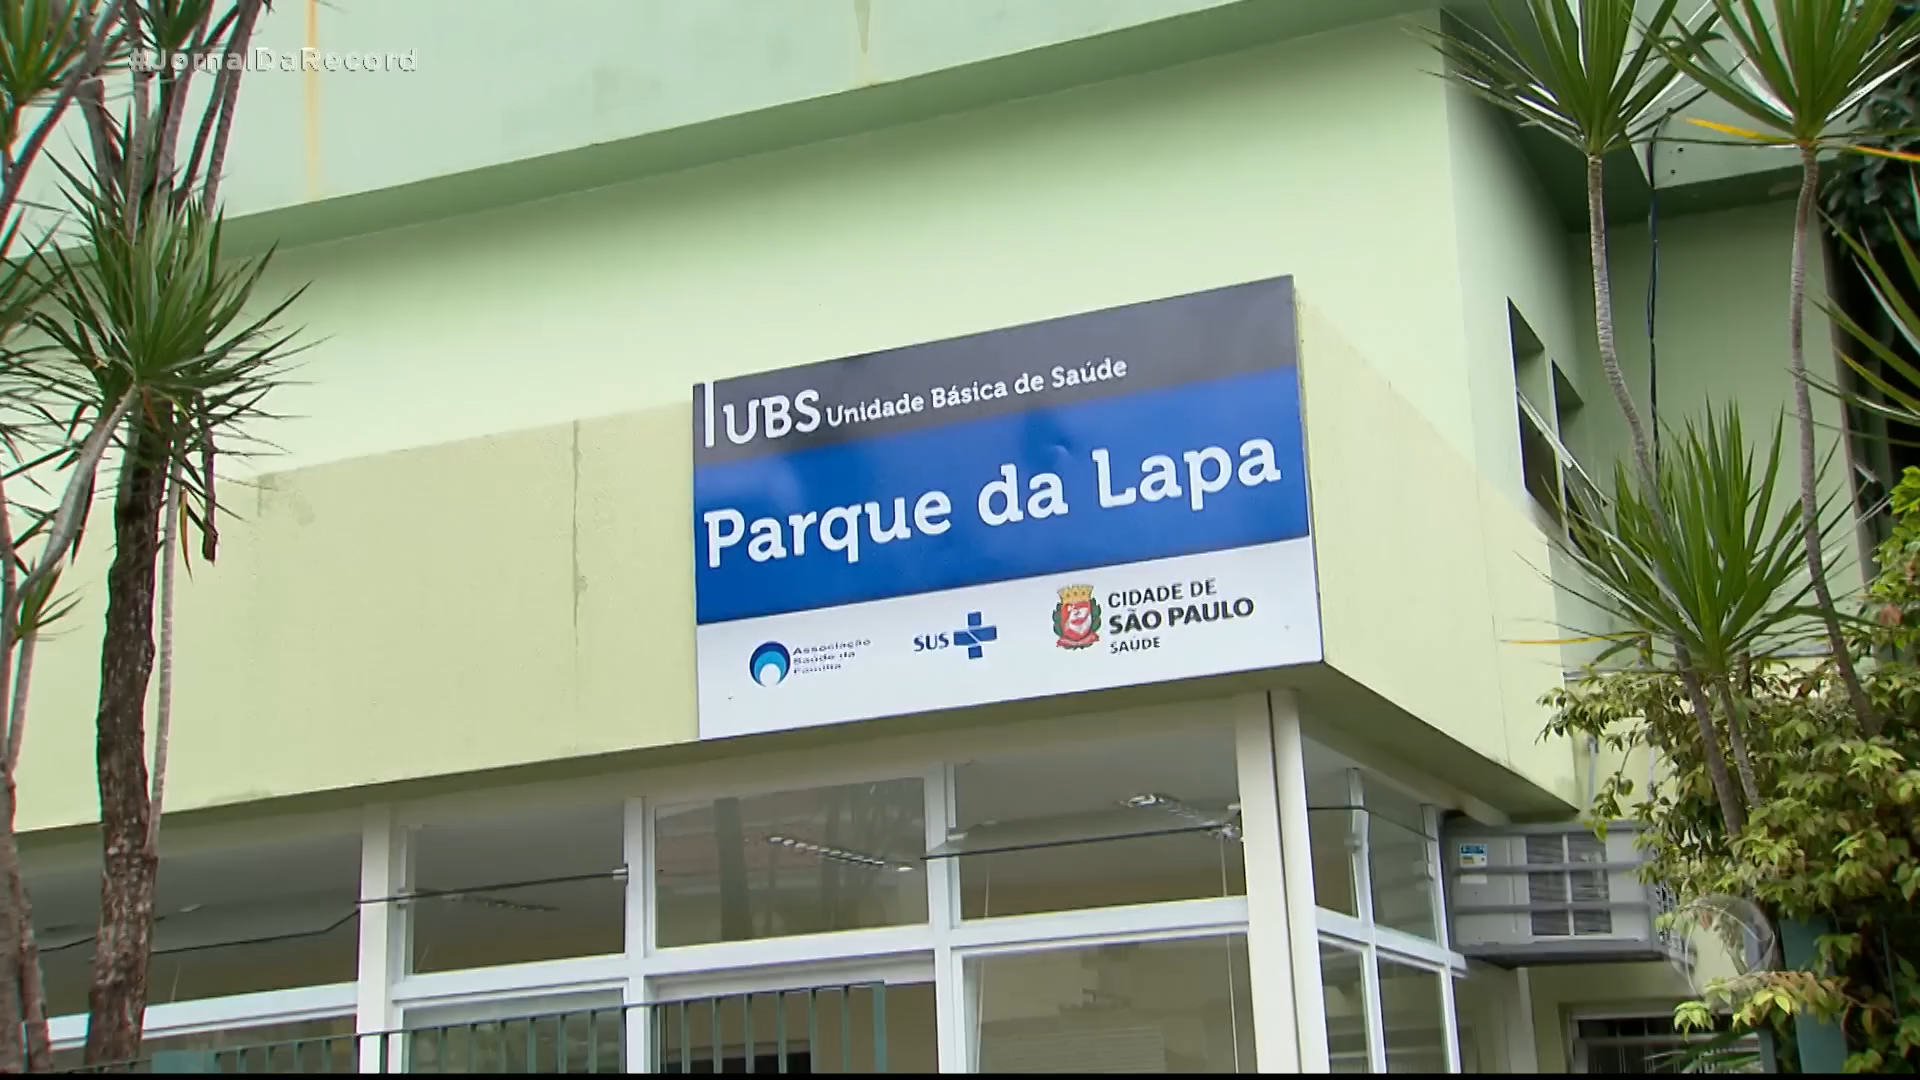 #JornalDaRecord
UBS Unidade Básica de Saúde
Parque da Lapa
Associação
Saúde da
Família
SUS
CIDADE DE
SÃO PAULO
SAÚDE